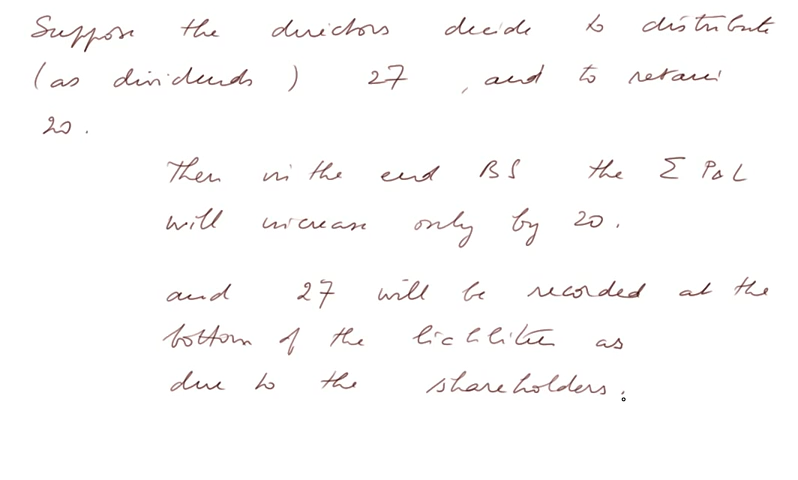 Suppose the directors decide to distribute
(as dividends) 27, and to retain
20.
Then in the end BS the Σ P&L
will increase only by 20.
and 27 will be recorded at the
bottom of the liabilities as
due to the shareholders.